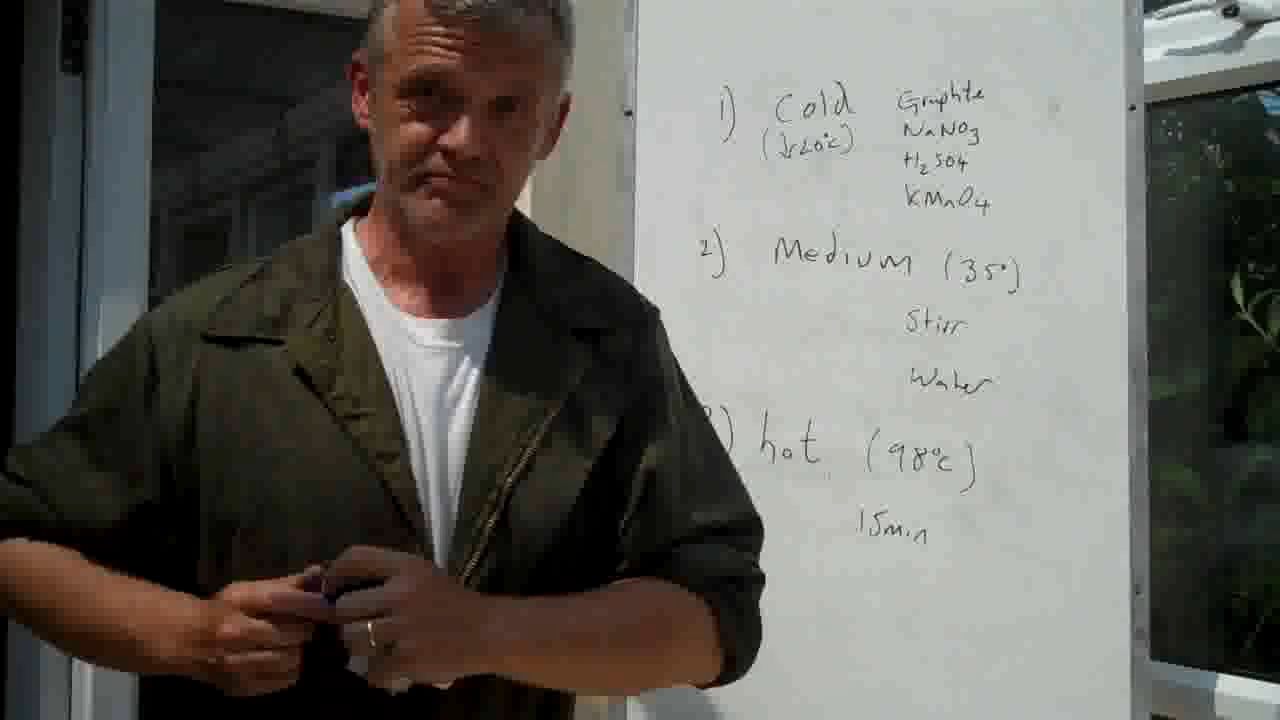 1) Cold Graphite
(↓<20°C) NaNO3
H2SO4
KMnO4
2) Medium (35°)
Stirr
Water
) hot (98°C)
15min